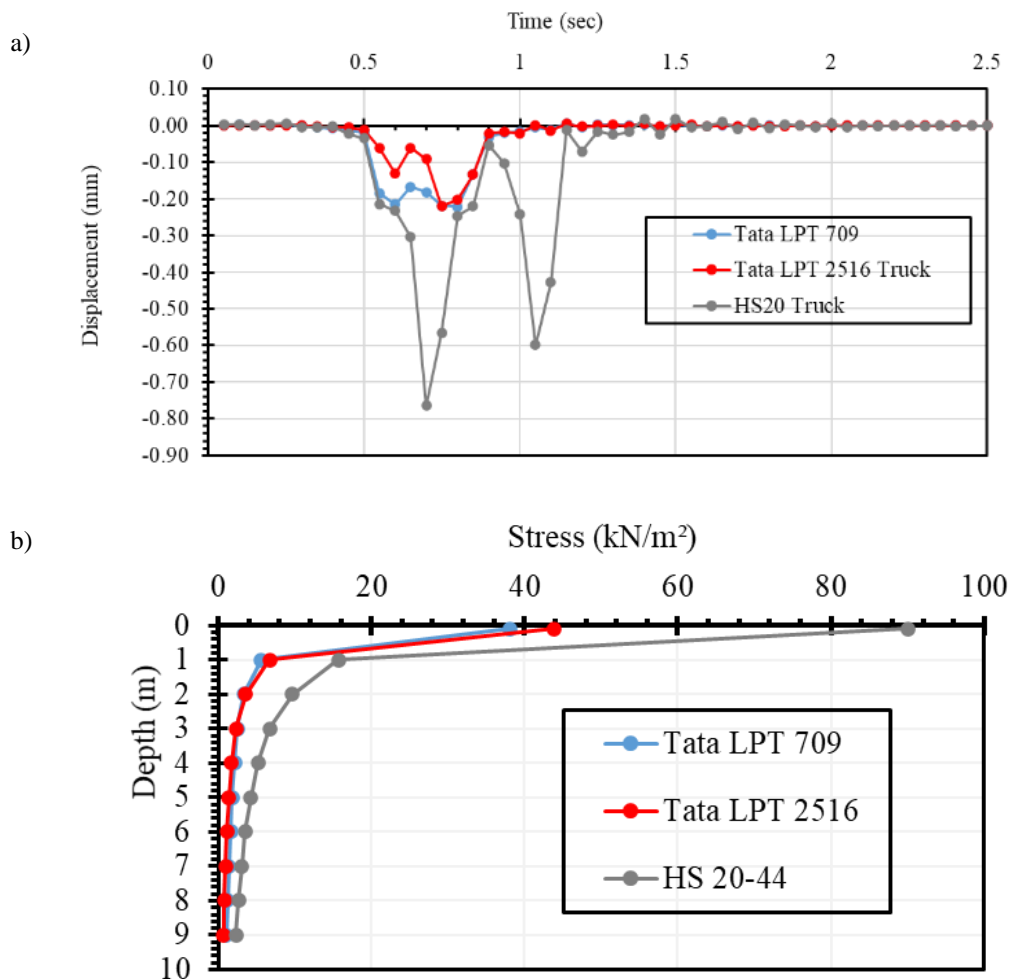 a)
Time (sec)
0 0.5 1 1.5 2 2.5
0.10
0.00
-0.10
-0.20
-0.30
-0.40
-0.50
-0.60
-0.70
-0.80
-0.90
Displacement (mm)
Tata LPT 709
Tata LPT 2516 Truck
HS20 Truck
b)
Stress (kN/m²)
0 20 40 60 80 100
0
1
2
3
4
5
6
7
8
9
10
Depth (m)
Tata LPT 709
Tata LPT 2516
HS 20-44